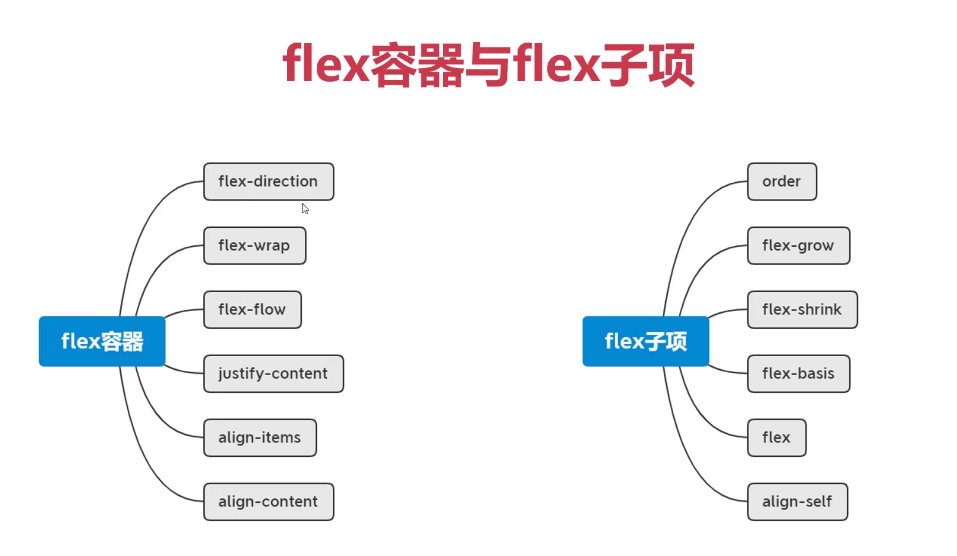 flex容器与flex子项
flex容器
flex-direction
flex-wrap
flex-flow
justify-content
align-items
align-content
flex子项
order
flex-grow
flex-shrink
flex-basis
flex
align-self